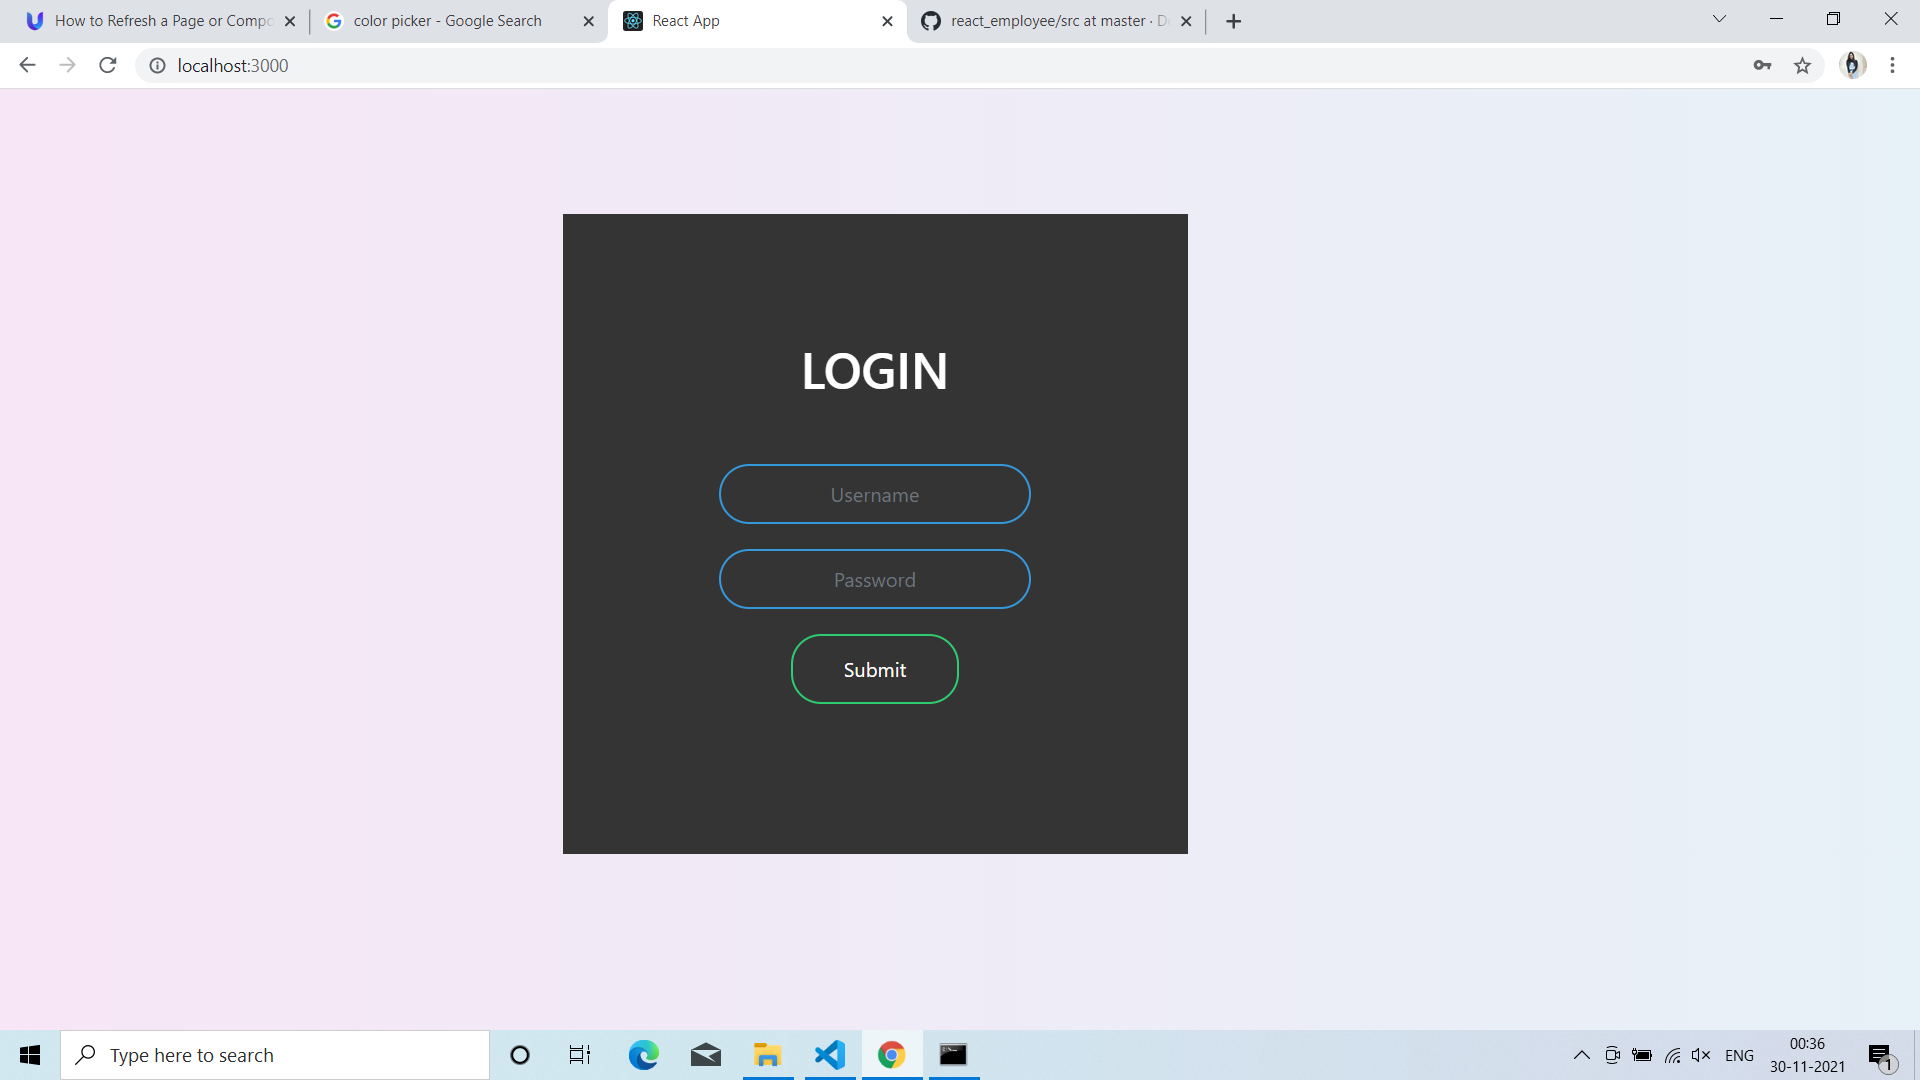 How to Refresh a Page or Compo
color picker - Google Search
React App
react_employee/src at master · D
localhost:3000
LOGIN
Username
Password
Submit
Type here to search
ENG
00:36
30-11-2021
1